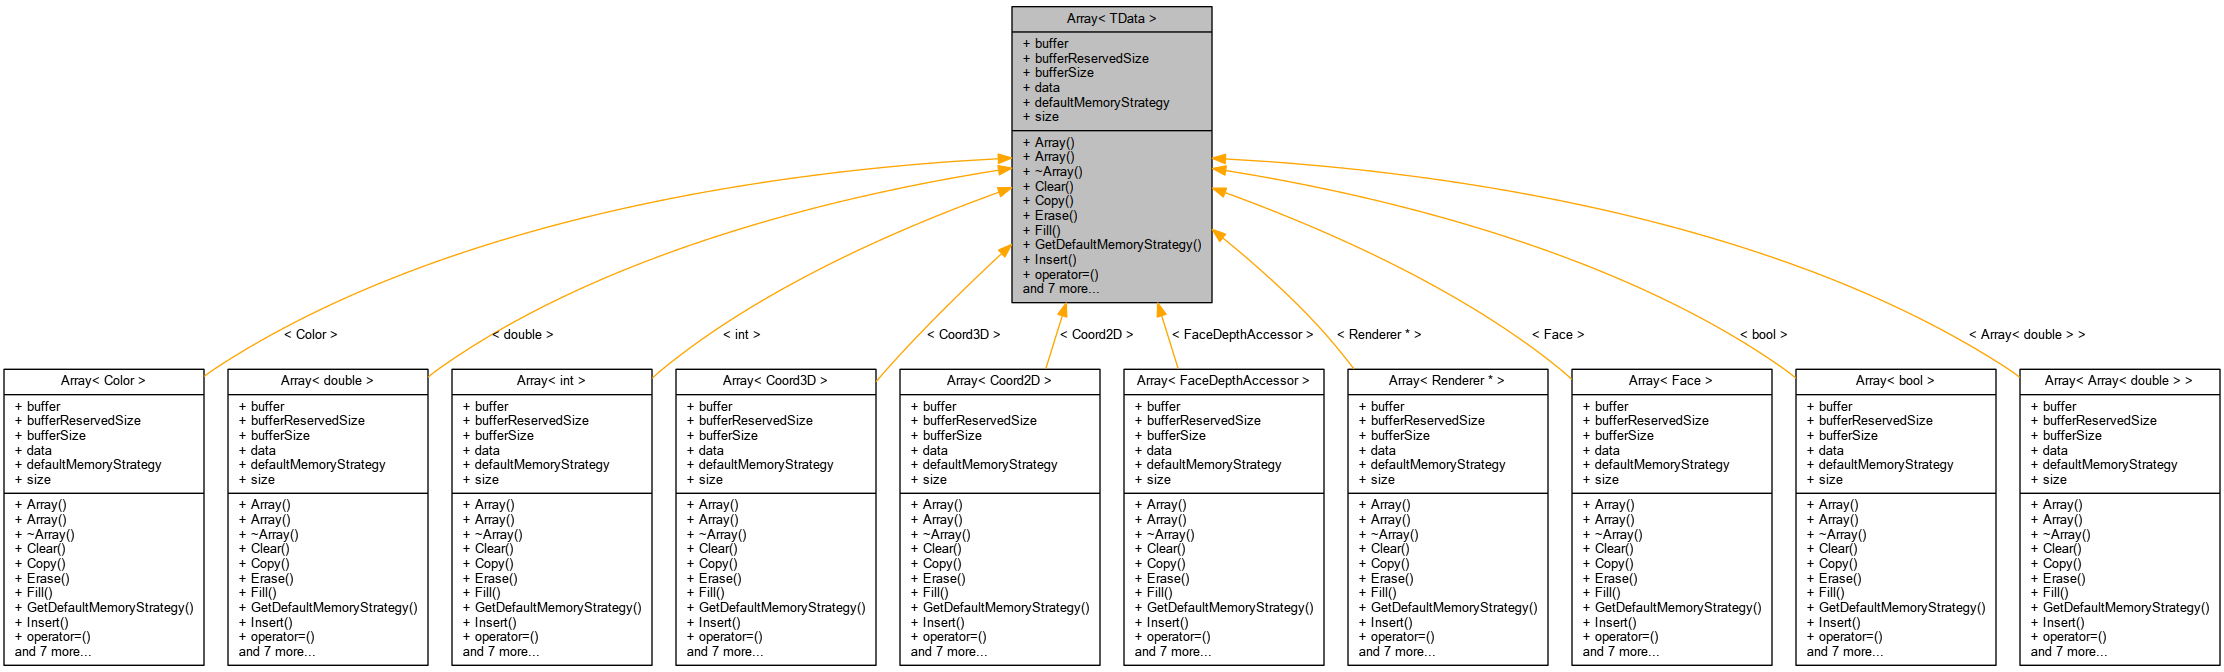 Array< TData >
+ buffer
+ bufferReservedSize
+ bufferSize
+ data
+ defaultMemoryStrategy
+ size
+ Array()
+ Array()
+ ~Array()
+ Clear()
+ Copy()
+ Erase()
+ Fill()
+ GetDefaultMemoryStrategy()
+ Insert()
+ operator=()
and 7 more...
< Color >
< double >
< int >
< Coord3D >
< Coord2D >
< FaceDepthAccessor >
< Renderer * >
< Face >
< bool >
< Array< double > >
Array< Color >
+ buffer
+ bufferReservedSize
+ bufferSize
+ data
+ defaultMemoryStrategy
+ size
+ Array()
+ Array()
+ ~Array()
+ Clear()
+ Copy()
+ Erase()
+ Fill()
+ GetDefaultMemoryStrategy()
+ Insert()
+ operator=()
and 7 more...
Array< double >
+ buffer
+ bufferReservedSize
+ bufferSize
+ data
+ defaultMemoryStrategy
+ size
+ Array()
+ Array()
+ ~Array()
+ Clear()
+ Copy()
+ Erase()
+ Fill()
+ GetDefaultMemoryStrategy()
+ Insert()
+ operator=()
and 7 more...
Array< int >
+ buffer
+ bufferReservedSize
+ bufferSize
+ data
+ defaultMemoryStrategy
+ size
+ Array()
+ Array()
+ ~Array()
+ Clear()
+ Copy()
+ Erase()
+ Fill()
+ GetDefaultMemoryStrategy()
+ Insert()
+ operator=()
and 7 more...
Array< Coord3D >
+ buffer
+ bufferReservedSize
+ bufferSize
+ data
+ defaultMemoryStrategy
+ size
+ Array()
+ Array()
+ ~Array()
+ Clear()
+ Copy()
+ Erase()
+ Fill()
+ GetDefaultMemoryStrategy()
+ Insert()
+ operator=()
and 7 more...
Array< Coord2D >
+ buffer
+ bufferReservedSize
+ bufferSize
+ data
+ defaultMemoryStrategy
+ size
+ Array()
+ Array()
+ ~Array()
+ Clear()
+ Copy()
+ Erase()
+ Fill()
+ GetDefaultMemoryStrategy()
+ Insert()
+ operator=()
and 7 more...
Array< FaceDepthAccessor >
+ buffer
+ bufferReservedSize
+ bufferSize
+ data
+ defaultMemoryStrategy
+ size
+ Array()
+ Array()
+ ~Array()
+ Clear()
+ Copy()
+ Erase()
+ Fill()
+ GetDefaultMemoryStrategy()
+ Insert()
+ operator=()
and 7 more...
Array< Renderer * >
+ buffer
+ bufferReservedSize
+ bufferSize
+ data
+ defaultMemoryStrategy
+ size
+ Array()
+ Array()
+ ~Array()
+ Clear()
+ Copy()
+ Erase()
+ Fill()
+ GetDefaultMemoryStrategy()
+ Insert()
+ operator=()
and 7 more...
Array< Face >
+ buffer
+ bufferReservedSize
+ bufferSize
+ data
+ defaultMemoryStrategy
+ size
+ Array()
+ Array()
+ ~Array()
+ Clear()
+ Copy()
+ Erase()
+ Fill()
+ GetDefaultMemoryStrategy()
+ Insert()
+ operator=()
and 7 more...
Array< bool >
+ buffer
+ bufferReservedSize
+ bufferSize
+ data
+ defaultMemoryStrategy
+ size
+ Array()
+ Array()
+ ~Array()
+ Clear()
+ Copy()
+ Erase()
+ Fill()
+ GetDefaultMemoryStrategy()
+ Insert()
+ operator=()
and 7 more...
Array< Array< double > >
+ buffer
+ bufferReservedSize
+ bufferSize
+ data
+ defaultMemoryStrategy
+ size
+ Array()
+ Array()
+ ~Array()
+ Clear()
+ Copy()
+ Erase()
+ Fill()
+ GetDefaultMemoryStrategy()
+ Insert()
+ operator=()
and 7 more...